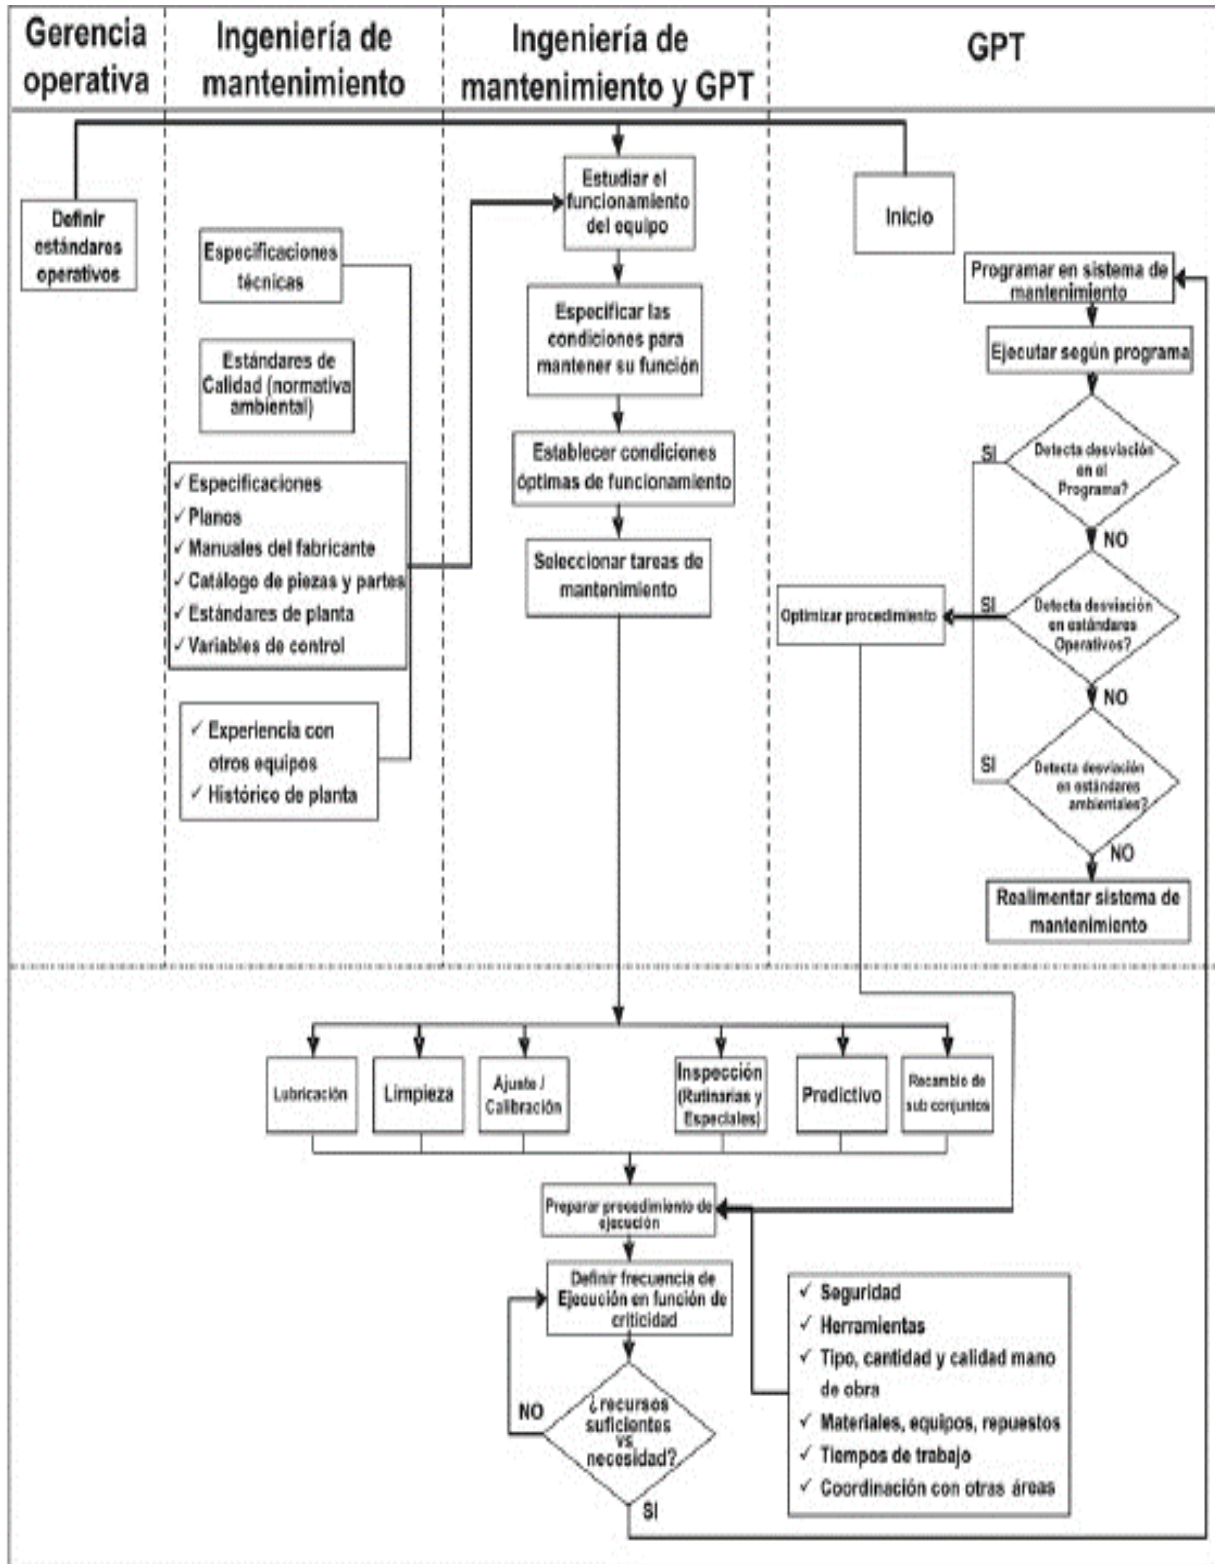 Gerencia
operativa
Ingeniería de
mantenimiento
Ingeniería de
mantenimiento y GPT
GPT
Definir
estándares
operativos
Especificaciones
técnicas
Estándares de
Calidad (normativa
ambiental)
✓ Especificaciones
✓ Planos
✓ Manuales del fabricante
✓ Catálogo de piezas y partes
✓ Estándares de planta
✓ Variables de control
✓ Experiencia con
otros equipos
✓ Histórico de planta
Estudiar el
funcionamiento
del equipo
Especificar las
condiciones para
mantener su función
Establecer condiciones
óptimas de funcionamiento
Seleccionar tareas de
mantenimiento
Inicio
Programar en sistema de
mantenimiento
Ejecutar según programa
SI
Detecta desviación
en el
Programa?
NO
Optimizar procedimiento
SI
Detecta desviación
en estándares
Operativos?
NO
SI
Detecta desviación
en estándares
ambientales?
NO
Realimentar sistema de
mantenimiento
Lubricación
Limpieza
Ajuste /
Calibración
Inspección
(Rutinarias y
Especiales)
Predictivo
Recambio de
sub conjuntos
Preparar procedimiento de
ejecución
Definir frecuencia de
Ejecución en función de
criticidad
NO
¿recursos
suficientes
vs
necesidad?
SI
✓ Seguridad
✓ Herramientas
✓ Tipo, cantidad y calidad mano
de obra
✓ Materiales, equipos, repuestos
✓ Tiempos de trabajo
✓ Coordinación con otras áreas